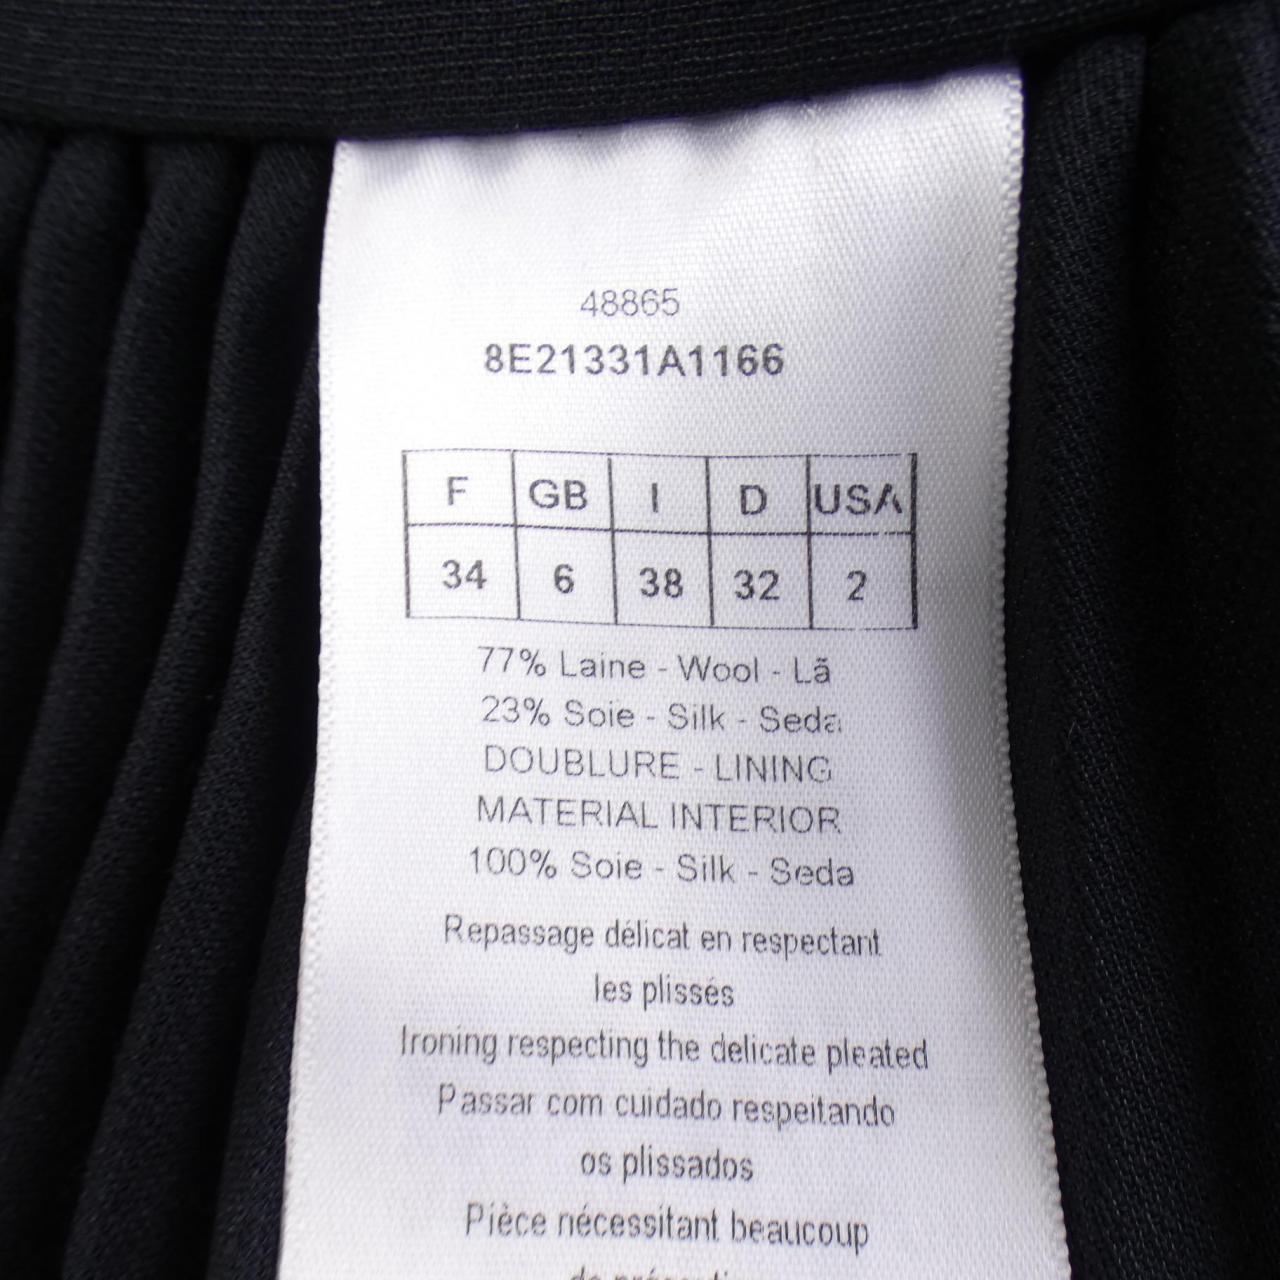 48865
8E21331A1166
F GB I D USA
34 6 38 32 2
77% Laine - Wool - Lã
23% Soie - Silk - Seda
DOUBLURE - LINING
MATERIAL INTERIOR
100% Soie - Silk - Seda
Repassage délicat en respectant
les plissés
Ironing respecting the delicate pleated
Passar com cuidado respeitando
os plissados
Pièce nécessitant beaucoup